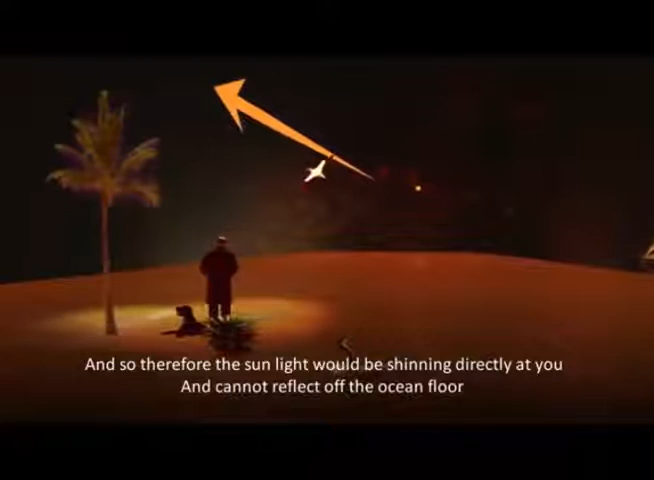 And so therefore the sun light would be shinning directly at you
And cannot reflect off the ocean floor